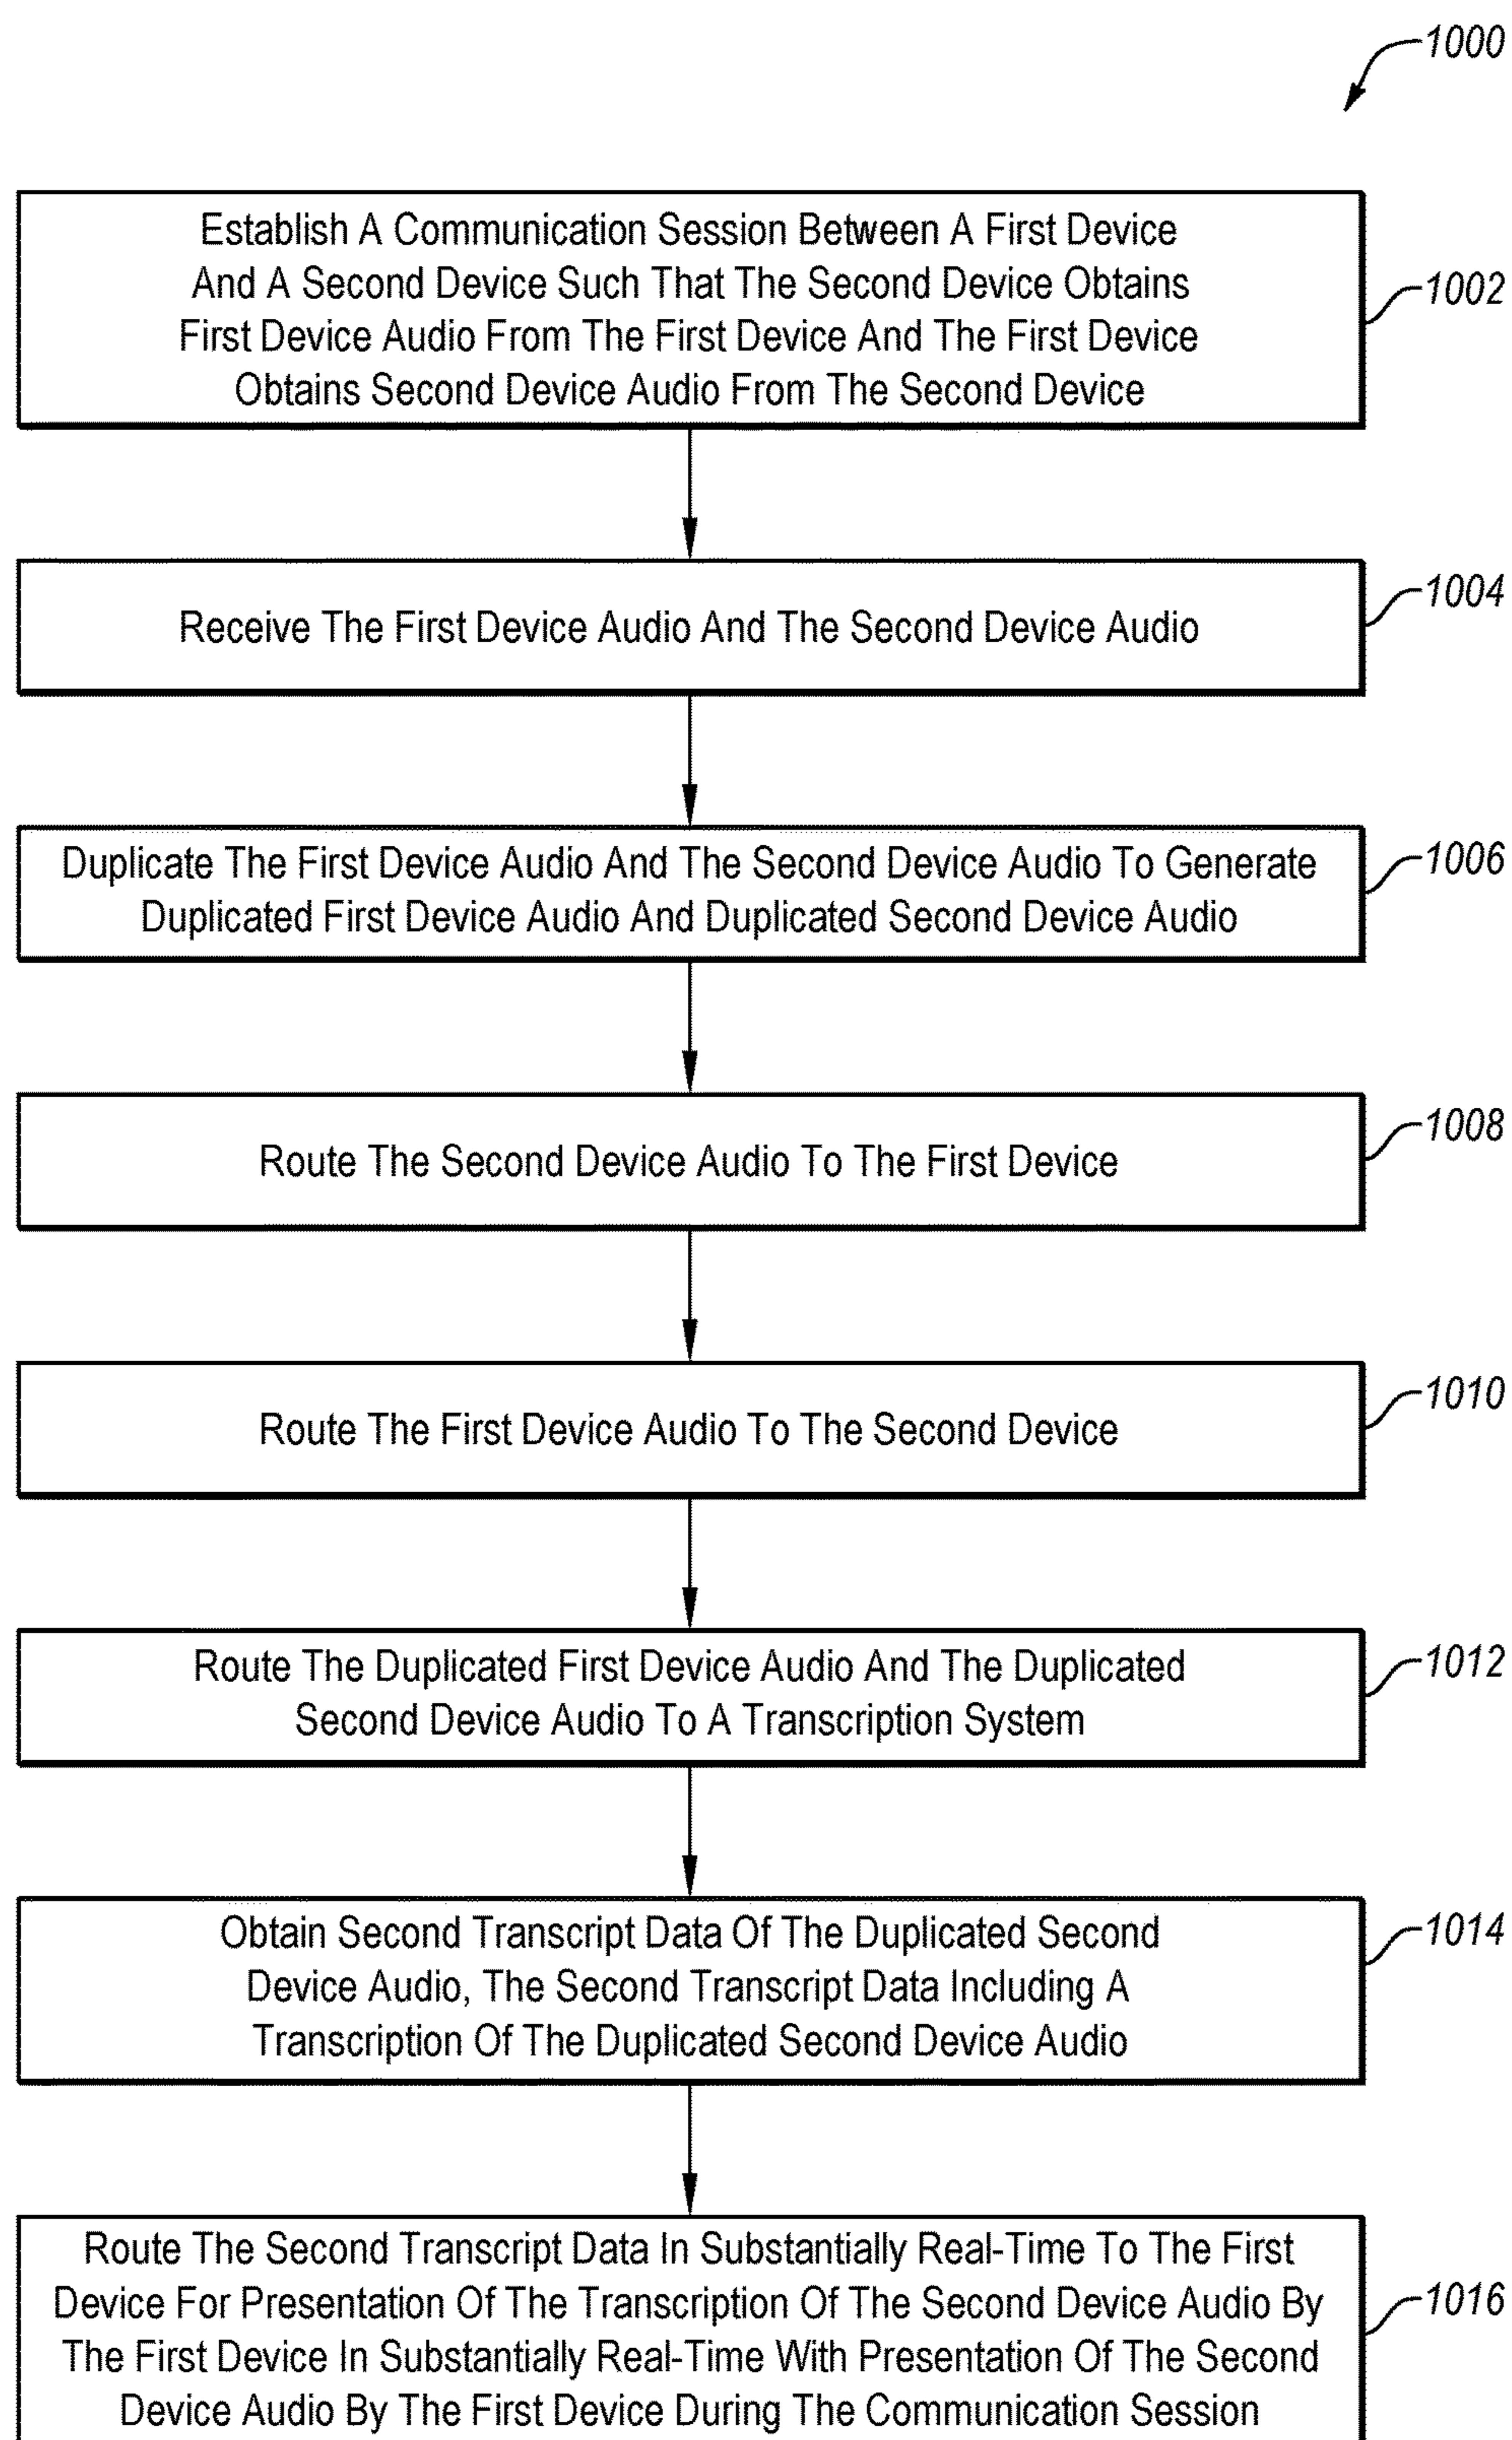 1000
Establish A Communication Session Between A First Device
And A Second Device Such That The Second Device Obtains
First Device Audio From The First Device And The First Device
Obtains Second Device Audio From The Second Device
1002
Receive The First Device Audio And The Second Device Audio
1004
Duplicate The First Device Audio And The Second Device Audio To Generate
Duplicated First Device Audio And Duplicated Second Device Audio
1006
Route The Second Device Audio To The First Device
1008
Route The First Device Audio To The Second Device
1010
Route The Duplicated First Device Audio And The Duplicated
Second Device Audio To A Transcription System
1012
Obtain Second Transcript Data Of The Duplicated Second
Device Audio, The Second Transcript Data Including A
Transcription Of The Duplicated Second Device Audio
1014
Route The Second Transcript Data In Substantially Real-Time To The First
Device For Presentation Of The Transcription Of The Second Device Audio By
The First Device In Substantially Real-Time With Presentation Of The Second
Device Audio By The First Device During The Communication Session
1016